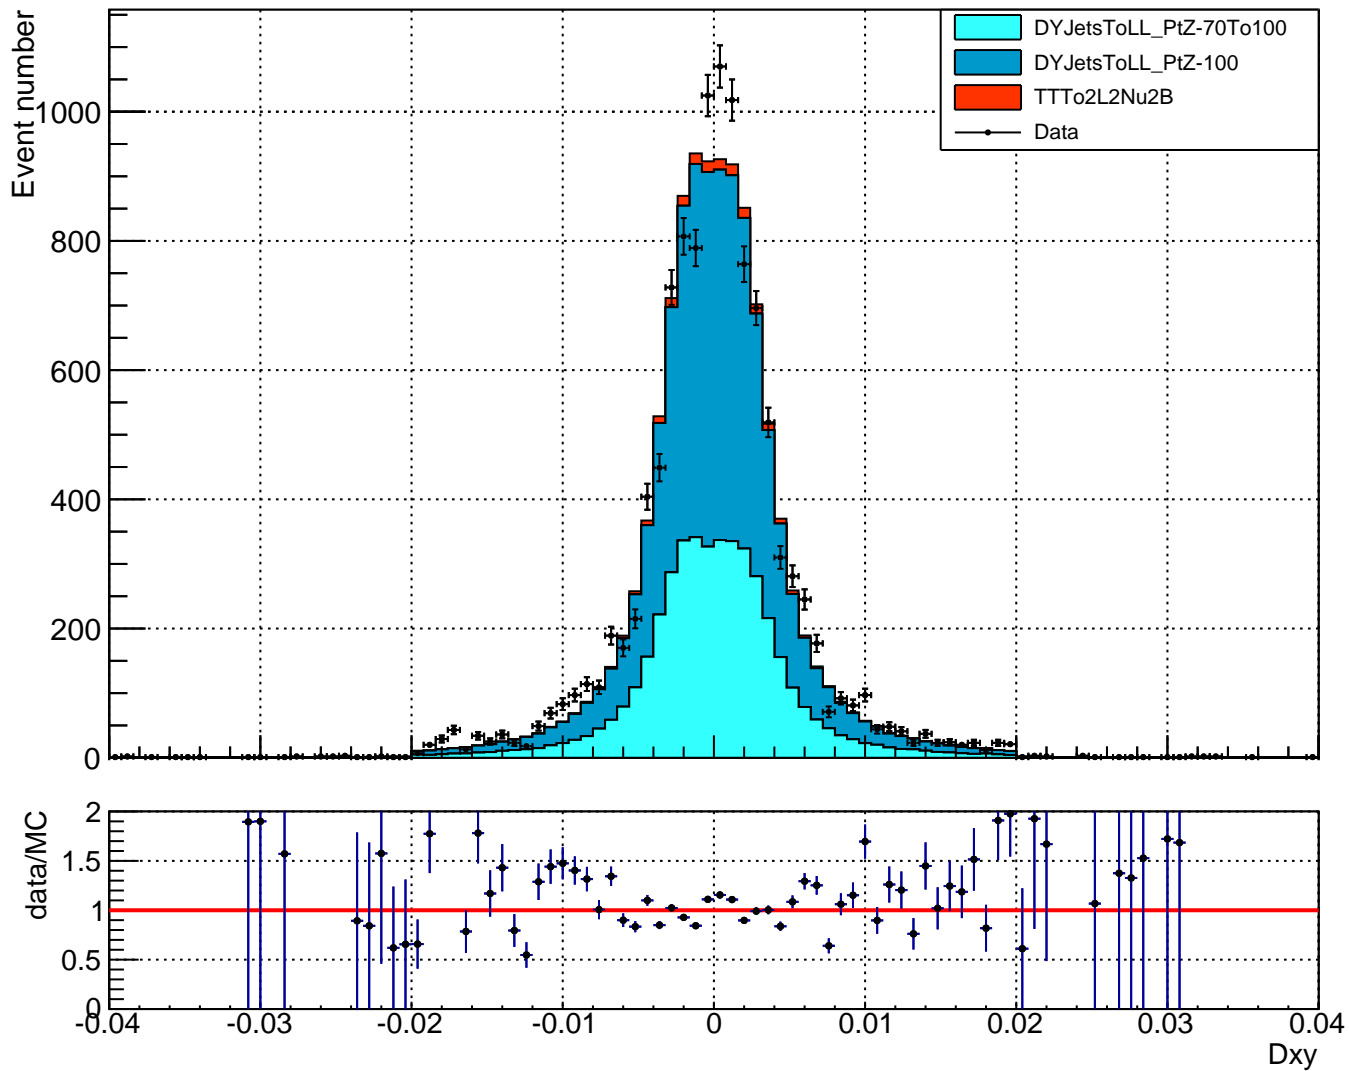 Event number
1000
800
600
400
200
0
DYJetsToLL_PtZ-70To100
DYJetsToLL_PtZ-100
TTTo2L2Nu2B
Data
data/MC
2
1.5
1
0.5
0
-0.04 -0.03 -0.02 -0.01 0 0.01 0.02 0.03 0.04
Dxy